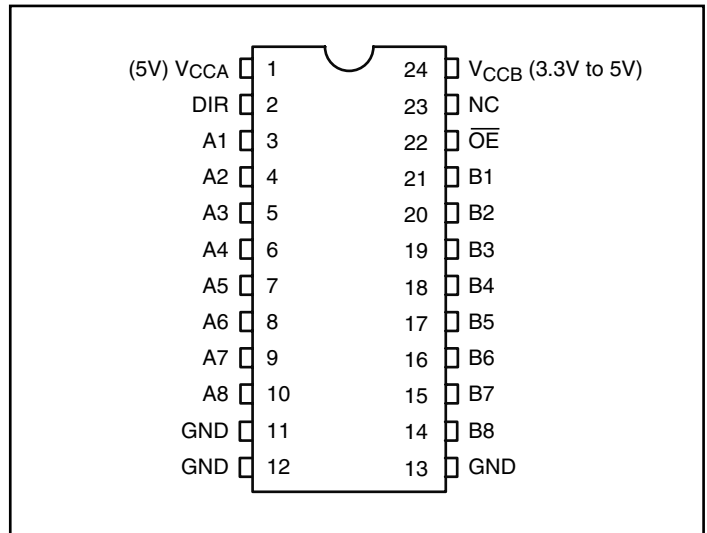 (5V) VCCA 1 24 VCCB (3.3V to 5V)
DIR 2 23 NC
A1 3 22 O̅E̅
A2 4 21 B1
A3 5 20 B2
A4 6 19 B3
A5 7 18 B4
A6 8 17 B5
A7 9 16 B6
A8 10 15 B7
GND 11 14 B8
GND 12 13 GND